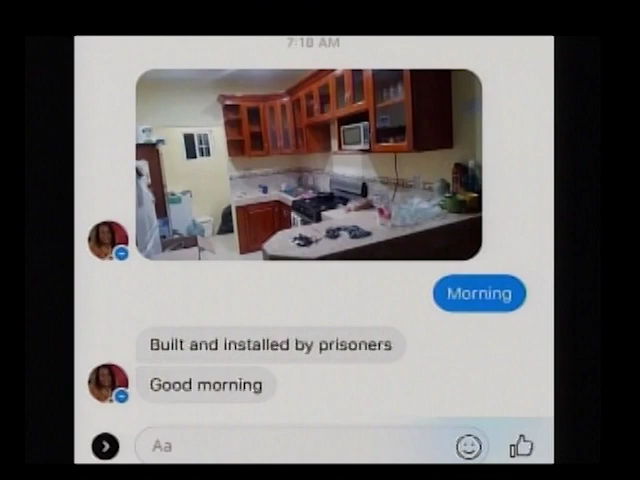 7:18 AM
Morning
Built and installed by prisoners
Good morning
Aa